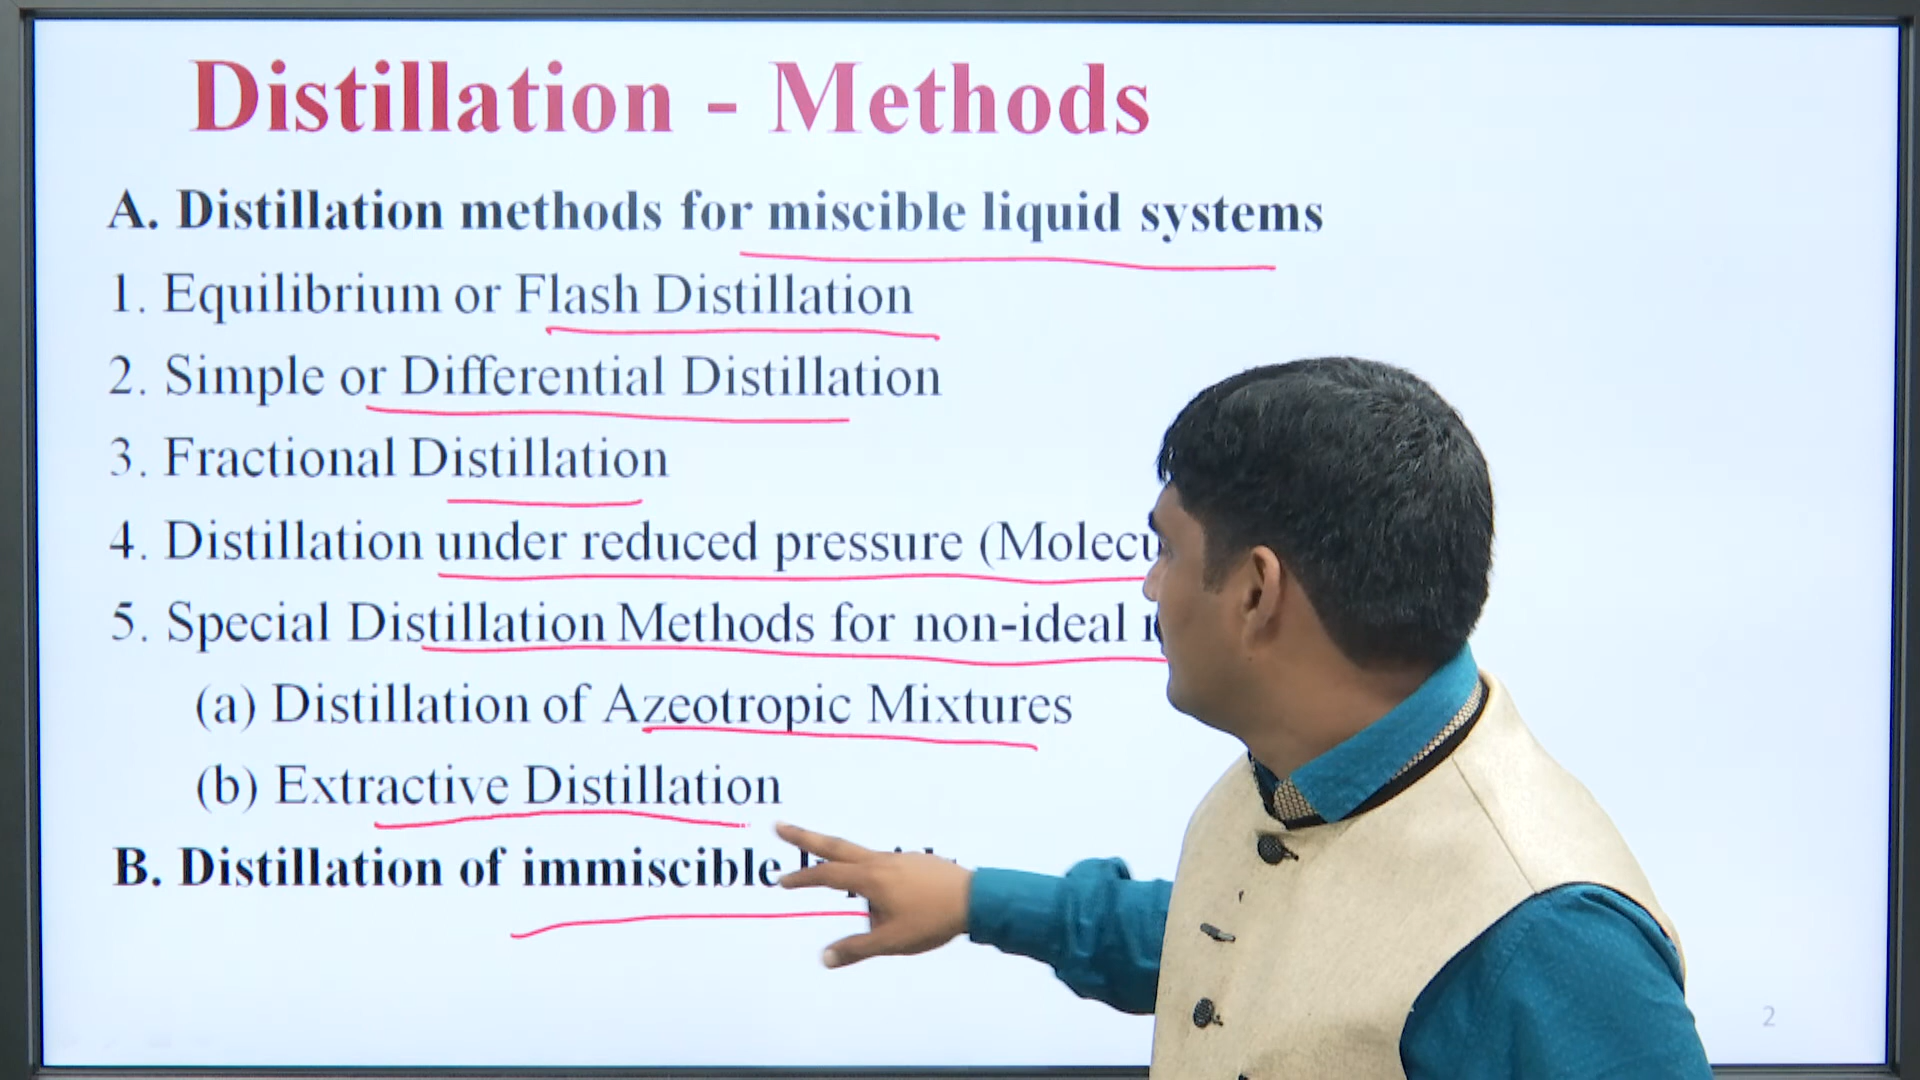 Distillation - Methods
A. Distillation methods for miscible liquid systems
1. Equilibrium or Flash Distillation
2. Simple or Differential Distillation
3. Fractional Distillation
4. Distillation under reduced pressure
5. Special Distillation Methods for non-ideal
(a) Distillation of Azeotropic Mixtures
(b) Extractive Distillation
B. Distillation of immiscible
2